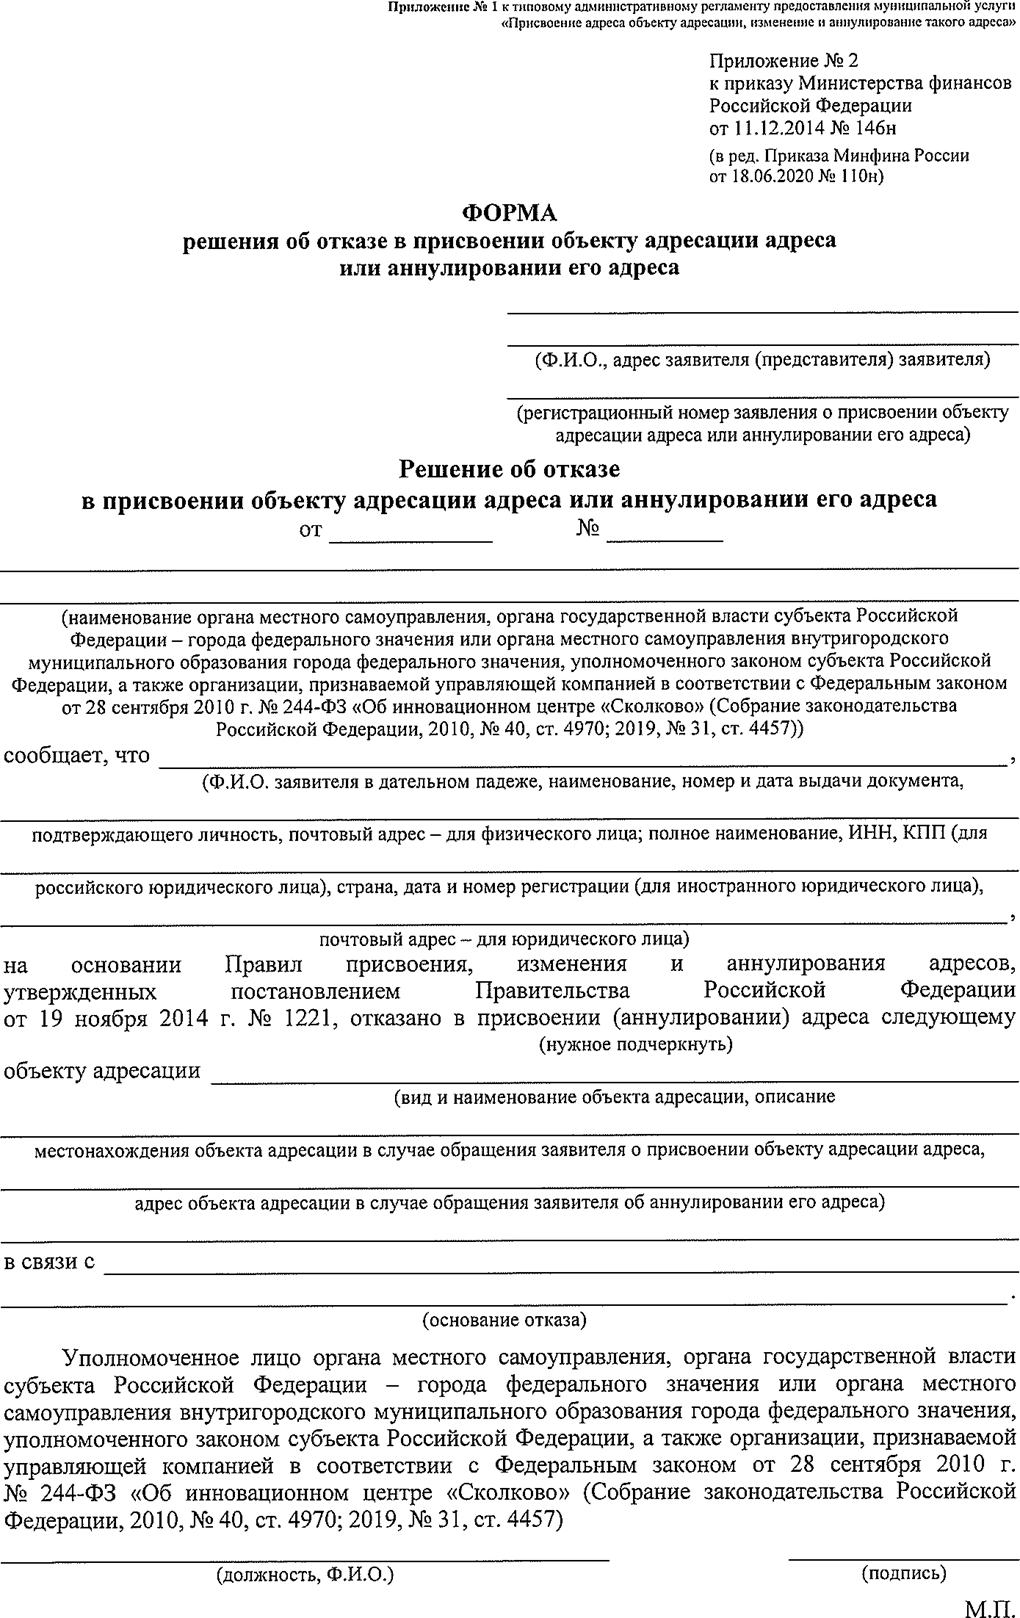 Приложение № 1 к типовому административному регламенту предоставления муниципальной услуги
«Присвоение адреса объекту адресации, изменение и аннулирование такого адреса»
Приложение № 2
к приказу Министерства финансов
Российской Федерации
от 11.12.2014 № 146н
(в ред. Приказа Минфина России
от 18.06.2020 № 110н)
ФОРМА
решения об отказе в присвоении объекту адресации адреса
или аннулировании его адреса
(Ф.И.О., адрес заявителя (представителя) заявителя)
(регистрационный номер заявления о присвоении объекту
адресации адреса или аннулировании его адреса)
Решение об отказе
в присвоении объекту адресации адреса или аннулировании его адреса
от ____________ № _________
(наименование органа местного самоуправления, органа государственной власти субъекта Российской
Федерации – города федерального значения или органа местного самоуправления внутригородского
муниципального образования города федерального значения, уполномоченного законом субъекта Российской
Федерации, а также организации, признаваемой управляющей компанией в соответствии с Федеральным законом
от 28 сентября 2010 г. № 244-ФЗ «Об инновационном центре «Сколково» (Собрание законодательства
Российской Федерации, 2010, № 40, ст. 4970; 2019, № 31, ст. 4457))
сообщает, что ____________,
(Ф.И.О. заявителя в дательном падеже, наименование, номер и дата выдачи документа,
подтверждающего личность, почтовый адрес – для физического лица; полное наименование, ИНН, КПП (для
российского юридического лица), страна, дата и номер регистрации (для иностранного юридического лица),
,
почтовый адрес – для юридического лица)
на основании Правил присвоения, изменения и аннулирования адресов,
утвержденных постановлением Правительства Российской Федерации
от 19 ноября 2014 г. № 1221, отказано в присвоении (аннулировании) адреса следующему
(нужное подчеркнуть)
объекту адресации ____________
(вид и наименование объекта адресации, описание
местонахождения объекта адресации в случае обращения заявителя о присвоении объекту адресации адреса,
адрес объекта адресации в случае обращения заявителя об аннулировании его адреса)
в связи с ____________
.
(основание отказа)
Уполномоченное лицо органа местного самоуправления, органа государственной власти
субъекта Российской Федерации – города федерального значения или органа местного
самоуправления внутригородского муниципального образования города федерального значения,
уполномоченного законом субъекта Российской Федерации, а также организации, признаваемой
управляющей компанией в соответствии с Федеральным законом от 28 сентября 2010 г.
№ 244-ФЗ «Об инновационном центре «Сколково» (Собрание законодательства Российской
Федерации, 2010, № 40, ст. 4970; 2019, № 31, ст. 4457)
(должность, Ф.И.О.) (подпись)
М.П.